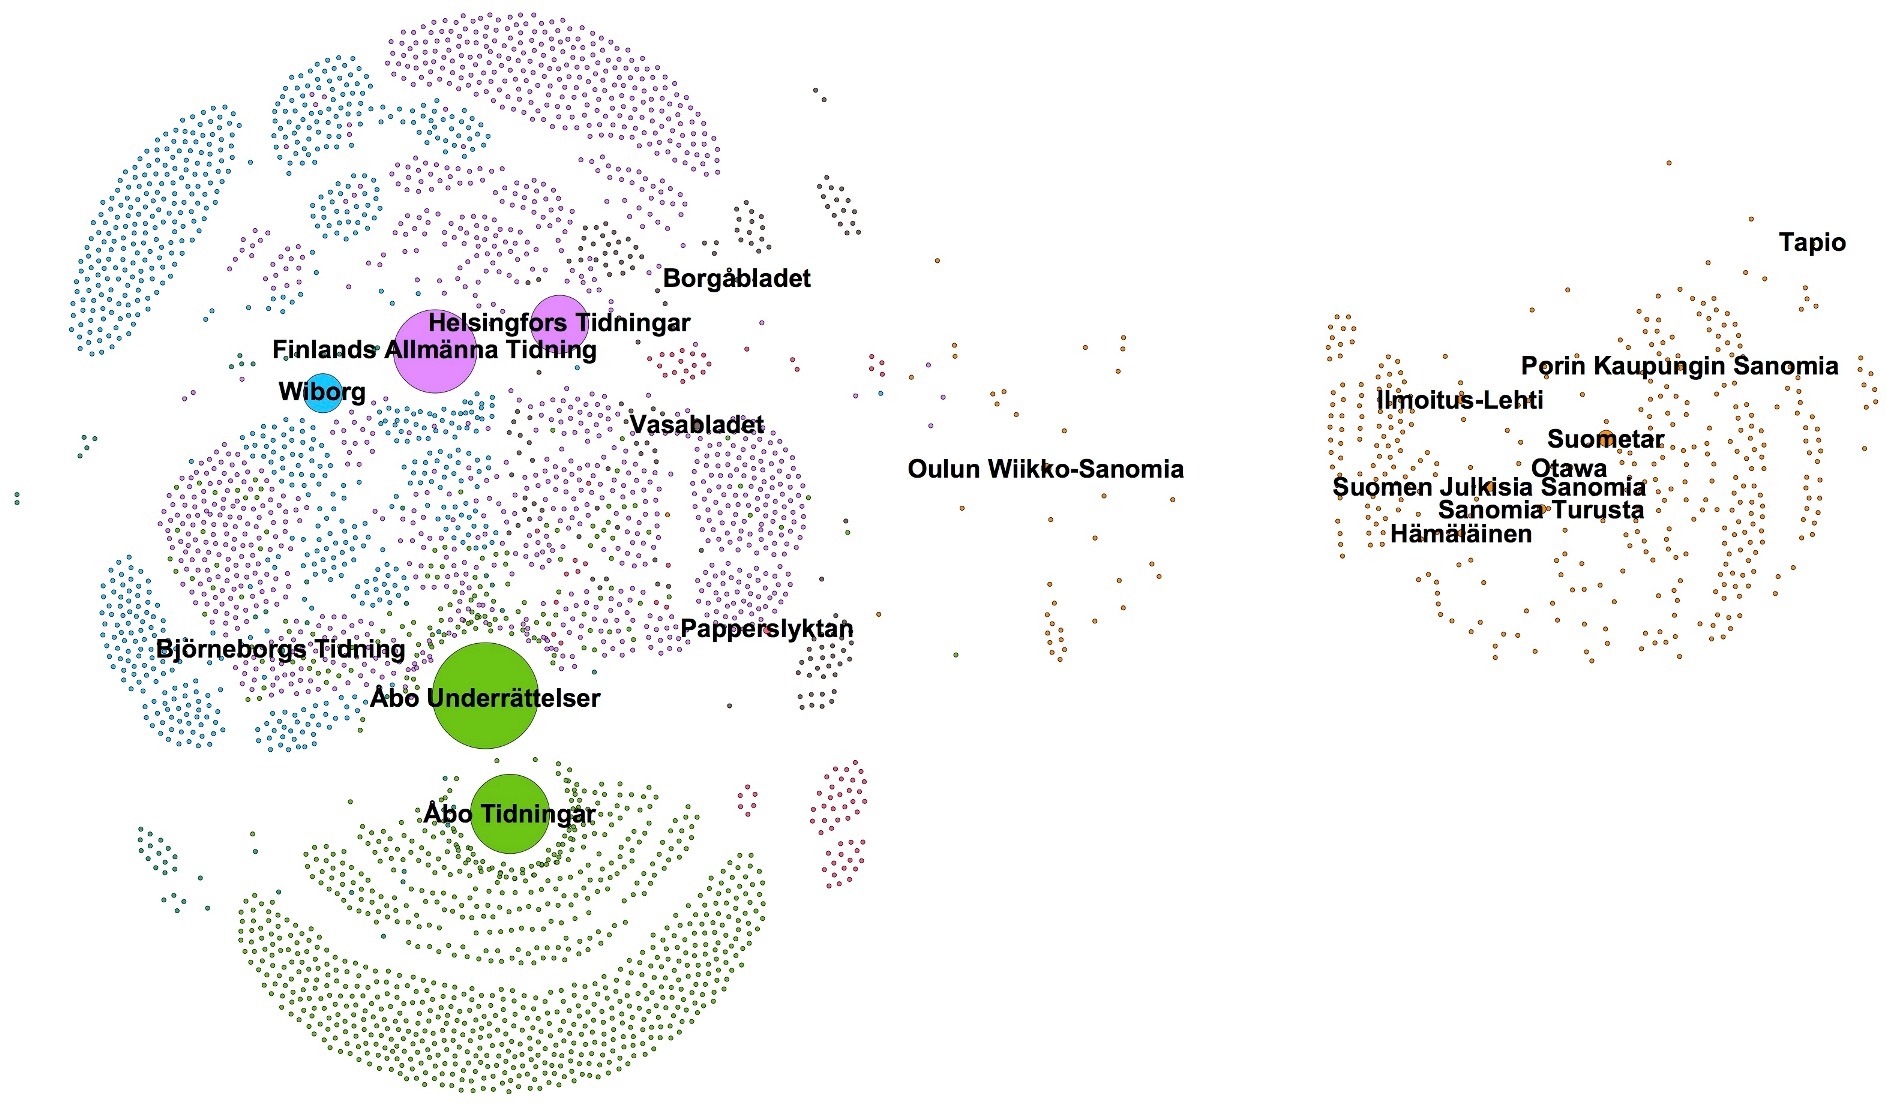 Tapio
Borgåbladet
Helsingfors Tidningar
Finlands Allmänna Tidning
Porin Kaupungin Sanomia
Wiborg
Ilmoitus-Lehti
Vasabladet
Suometar
Oulun Wiikko-Sanomia
Otawa
Suomen Julkisia Sanomia
Sanomia Turusta
Hämäläinen
Papperslyktan
Björneborgs Tidning
Åbo Underrättelser
Åbo Tidningar